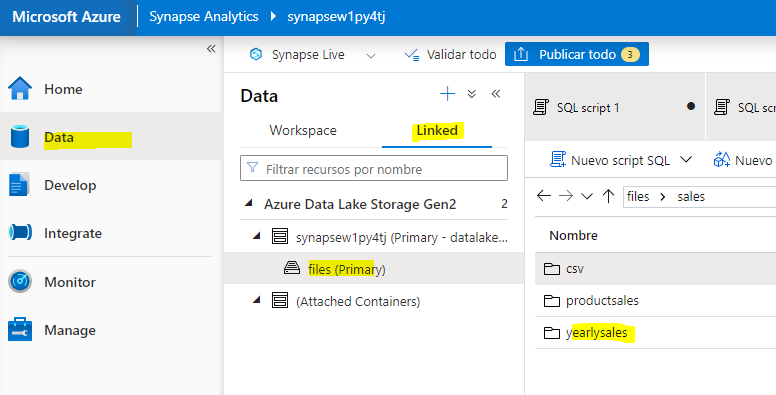 Microsoft Azure Synapse Analytics synapsew1py4tj
Synapse Live Validar todo Publicar todo 3
Home
Data
Develop
Integrate
Monitor
Manage
Data
Workspace Linked
Filtrar recursos por nombre
Azure Data Lake Storage Gen2 2
synapsew1py4tj (Primary - datalake...
files (Primary)
(Attached Containers)
SQL script 1 SQL scr
Nuevo script SQL Nuevo
files sales
Nombre
csv
productsales
yearlysales